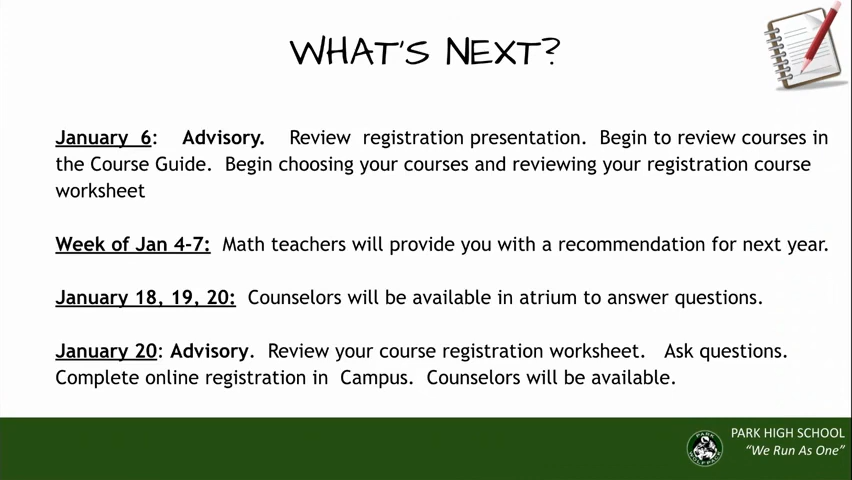 WHAT'S NEXT?
January 6: Advisory. Review registration presentation. Begin to review courses in
the Course Guide. Begin choosing your courses and reviewing your registration course
worksheet
Week of Jan 4-7: Math teachers will provide you with a recommendation for next year.
January 18, 19, 20: Counselors will be available in atrium to answer questions.
January 20: Advisory. Review your course registration worksheet. Ask questions.
Complete online registration in Campus. Counselors will be available.
PARK HIGH SCHOOL
"We Run As One"
PARK
WOLFPACK